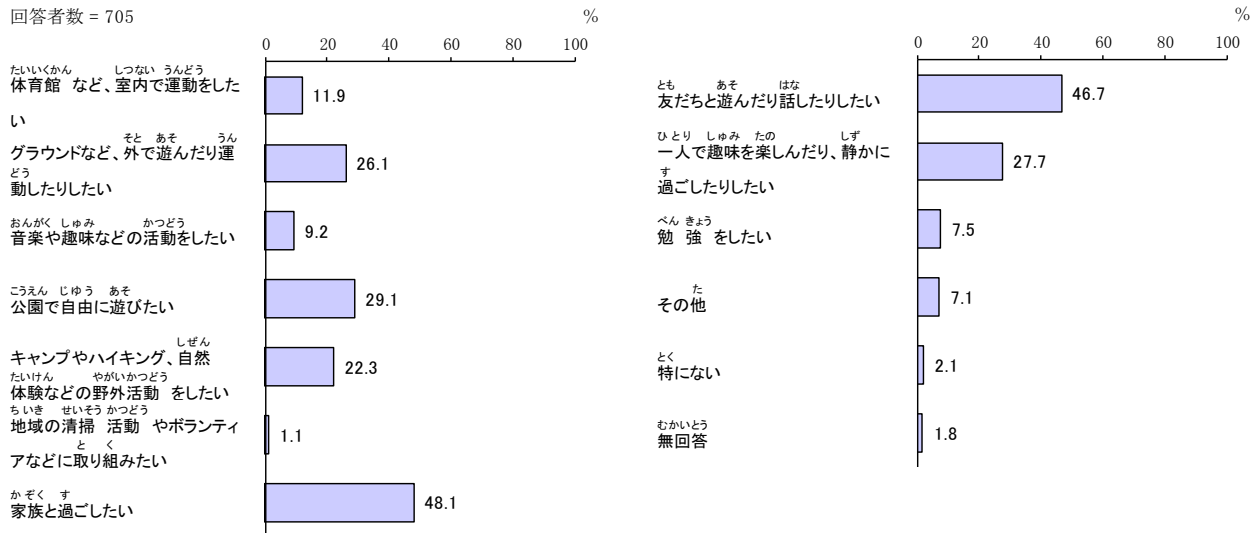 回答者数 = 705
%
0 20 40 60 80 100
たいいくかん しつない うんどう
体育館 など、室内で運動をした
い
11.9
そと あそ うん
グラウンドなど、外で遊んだり運
どう
動したりしたい
26.1
おんがく しゅみ かつどう
音楽や趣味などの活動をしたい
9.2
こうえん じゆう あそ
公園で自由に遊びたい
29.1
しぜん
キャンプやハイキング、自然
たいけん やがいかつどう
体験などの野外活動 をしたい
22.3
ちいき せいそう かつどう
地域の清掃 活動 やボランティ
と く
アなどに取り組みたい
1.1
かぞく す
家族と過ごしたい
48.1
%
0 20 40 60 80 100
とも あそ はな
友だちと遊んだり話したりしたい
46.7
ひとり しゅみ たの しず
一人で趣味を楽しんだり、静かに
す
過ごしたりしたい
27.7
べん きょう
勉 強 をしたい
7.5
た
その他
7.1
とく
特にない
2.1
むかいとう
無回答
1.8